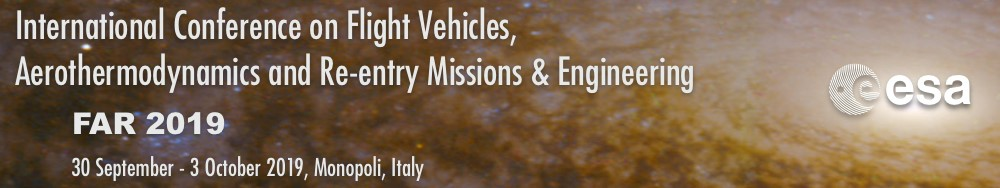 International Conference on Flight Vehicles,
Aerothermodynamics and Re-entry Missions & Engineering
esa
FAR 2019
30 September - 3 October 2019, Monopoli, Italy